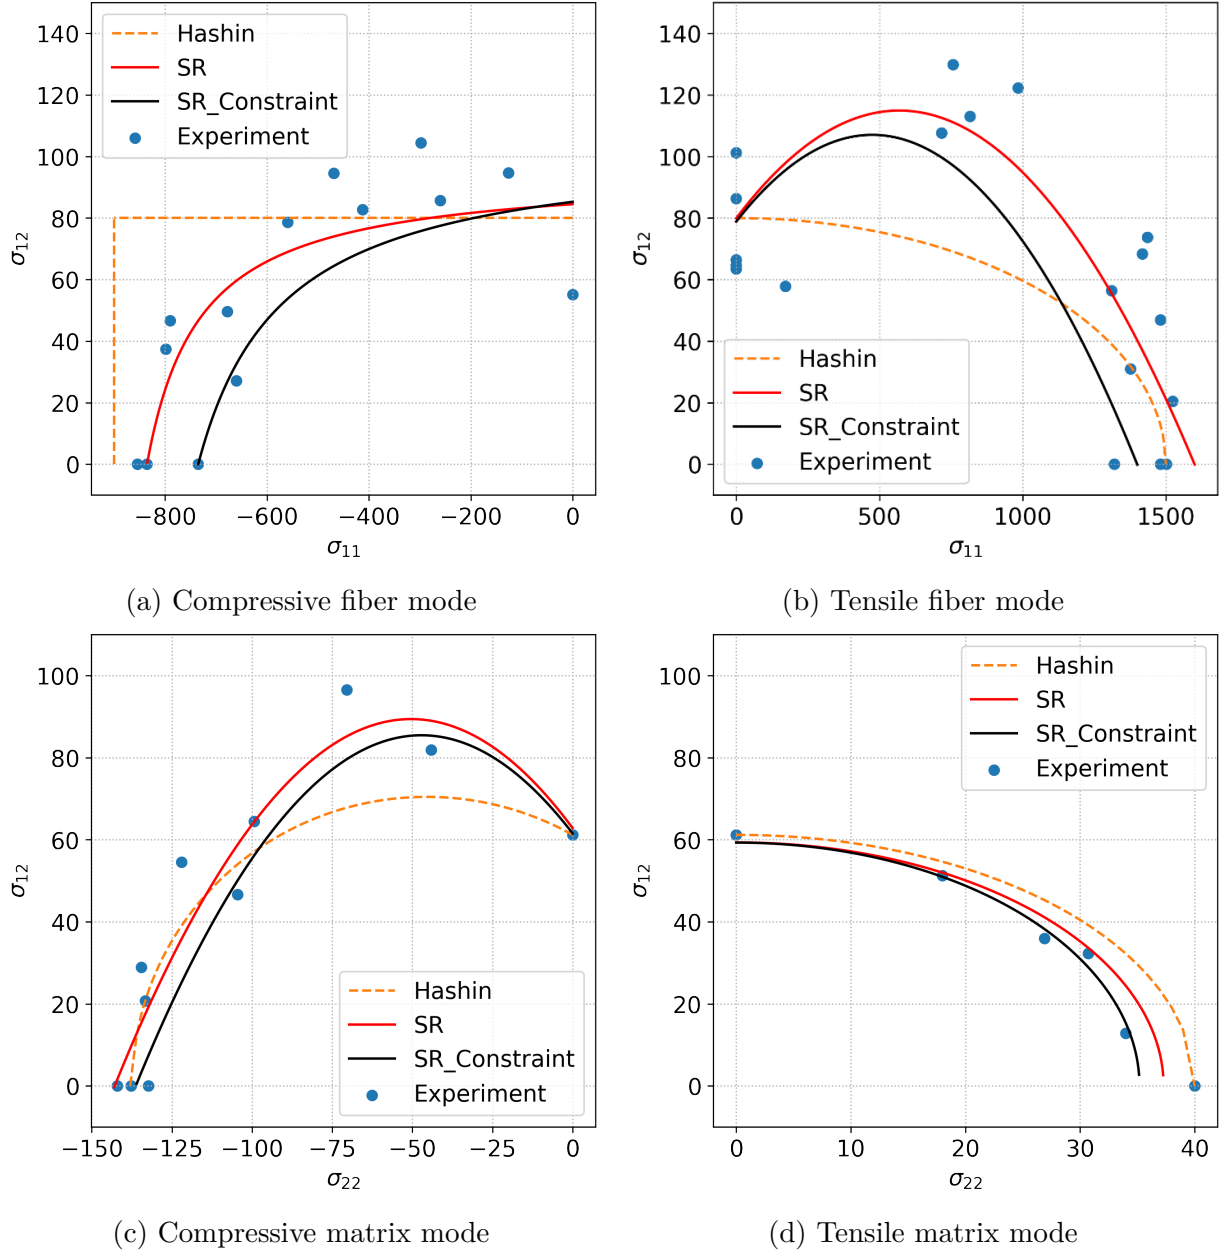 140
120
100
80
60
40
20
0
σ12
Hashin
SR
SR_Constraint
Experiment
−800 −600 −400 −200 0
σ11
(a) Compressive fiber mode
140
120
100
80
60
40
20
0
σ12
Hashin
SR
SR_Constraint
Experiment
0 500 1000 1500
σ11
(b) Tensile fiber mode
100
80
60
40
20
0
σ12
Hashin
SR
SR_Constraint
Experiment
−150 −125 −100 −75 −50 −25 0
σ22
(c) Compressive matrix mode
100
80
60
40
20
0
σ12
Hashin
SR
SR_Constraint
Experiment
0 10 20 30 40
σ22
(d) Tensile matrix mode